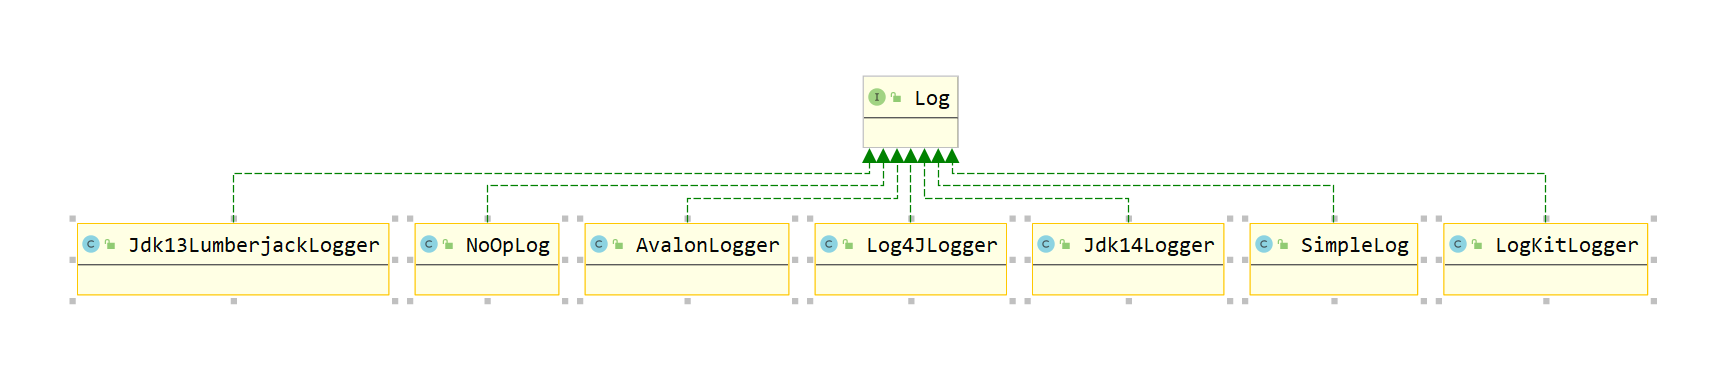 I Log
C Jdk13LumberjackLogger
C NoOpLog
C AvalonLogger
C Log4JLogger
C Jdk14Logger
C SimpleLog
C LogKitLogger